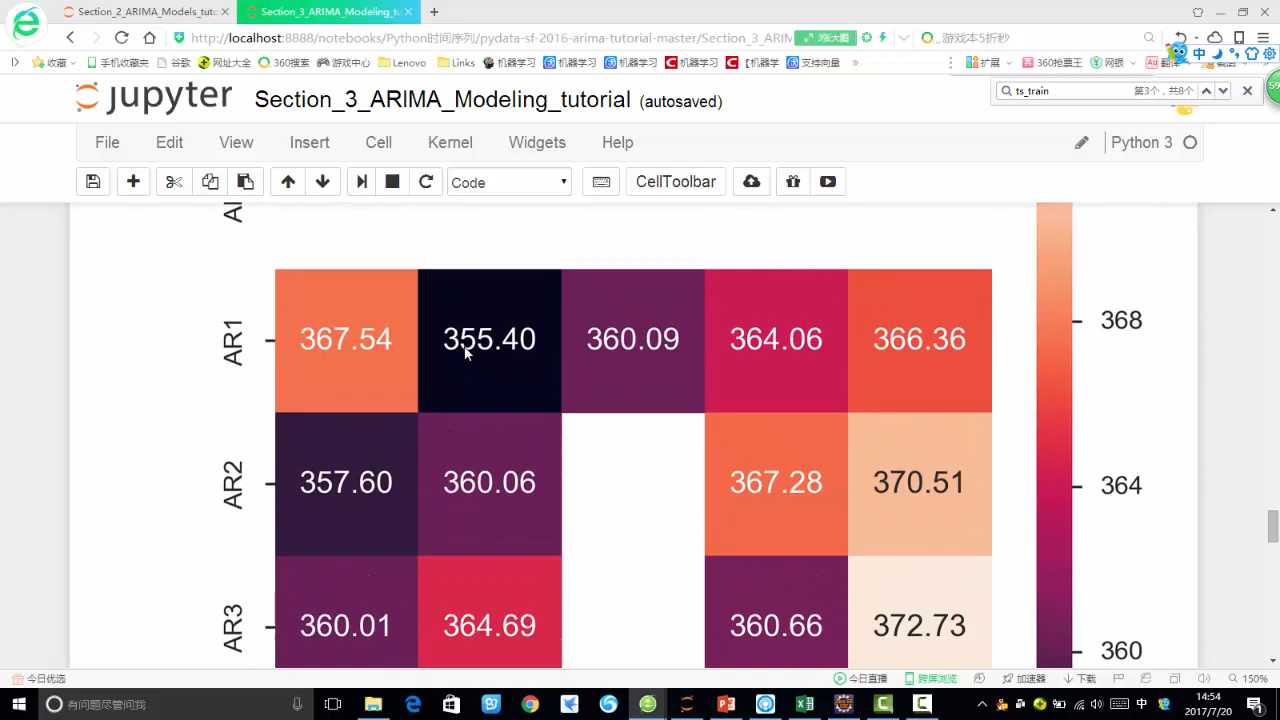 Section_2_ARIMA_Models_tut
Section_3_ARIMA_Modeling_t
http://localhost:8888/notebooks/Python时间序列/pydata-sf-2016-arima-tutorial-master/Section_3_ARIM
3张大图
游戏本5折秒
收藏
手机收藏夹
谷歌
网址大全
360搜索
游戏中心
Lenovo
Links
机器学习
机器学习
机器学习
机器学习
【机器学
支持向量
扩展
360抢票王
网银
翻
中
ts_train
第3个，共8个
59
jupyter
Section_3_ARIMA_Modeling_tutorial (autosaved)
File Edit View Insert Cell Kernel Widgets Help
Python 3
Code
CellToolbar
AR1 367.54 355.40 360.09 364.06 366.36
368
AR2 357.60 360.06 367.28 370.51
364
AR3 360.01 364.69 360.66 372.73
360
今日优选
今日直播
跨屏浏览
加速器
下载
150%
有问题尽管问我
中
14:54
2017/7/20